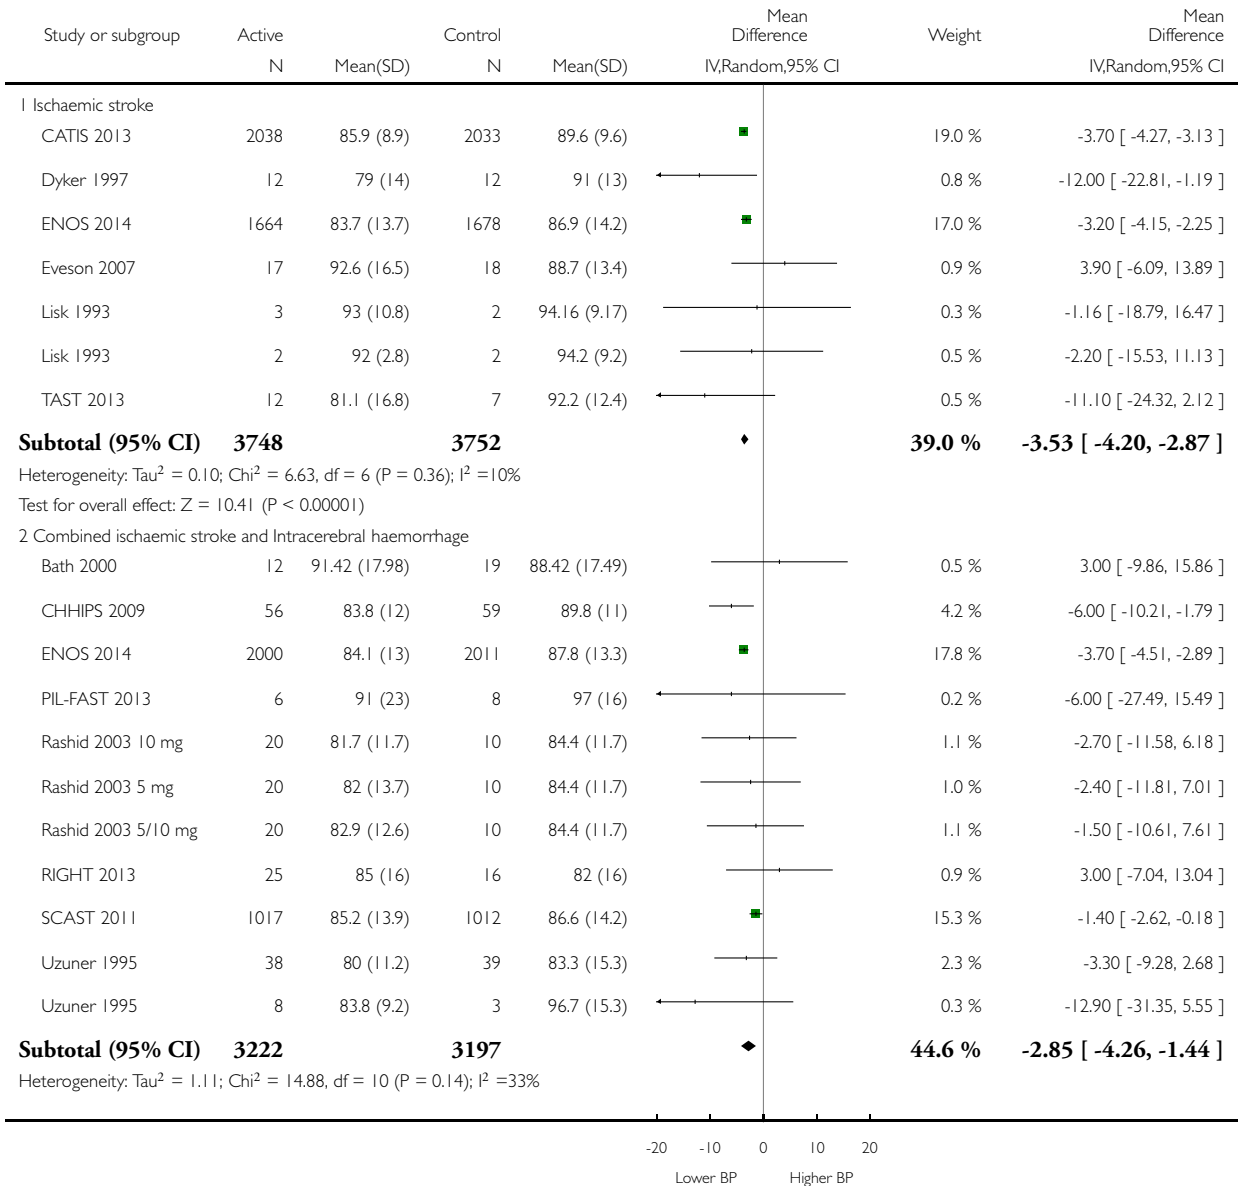 Study or subgroup Active Control Mean Difference Weight Mean Difference
N Mean(SD) N Mean(SD) IV,Random,95% CI IV,Random,95% CI
1 Ischaemic stroke
CATIS 2013 2038 85.9 (8.9) 2033 89.6 (9.6) 19.0 % -3.70 [ -4.27, -3.13 ]
Dyker 1997 12 79 (14) 12 91 (13) 0.8 % -12.00 [ -22.81, -1.19 ]
ENOS 2014 1664 83.7 (13.7) 1678 86.9 (14.2) 17.0 % -3.20 [ -4.15, -2.25 ]
Eveson 2007 17 92.6 (16.5) 18 88.7 (13.4) 0.9 % 3.90 [ -6.09, 13.89 ]
Lisk 1993 3 93 (10.8) 2 94.16 (9.17) 0.3 % -1.16 [ -18.79, 16.47 ]
Lisk 1993 2 92 (2.8) 2 94.2 (9.2) 0.5 % -2.20 [ -15.53, 11.13 ]
TAST 2013 12 81.1 (16.8) 7 92.2 (12.4) 0.5 % -11.10 [ -24.32, 2.12 ]
Subtotal (95% CI) 3748 3752 39.0 % -3.53 [ -4.20, -2.87 ]
Heterogeneity: Tau² = 0.10; Chi² = 6.63, df = 6 (P = 0.36); I² =10%
Test for overall effect: Z = 10.41 (P < 0.00001)
2 Combined ischaemic stroke and Intracerebral haemorrhage
Bath 2000 12 91.42 (17.98) 19 88.42 (17.49) 0.5 % 3.00 [ -9.86, 15.86 ]
CHHIPS 2009 56 83.8 (12) 59 89.8 (11) 4.2 % -6.00 [ -10.21, -1.79 ]
ENOS 2014 2000 84.1 (13) 2011 87.8 (13.3) 17.8 % -3.70 [ -4.51, -2.89 ]
PIL-FAST 2013 6 91 (23) 8 97 (16) 0.2 % -6.00 [ -27.49, 15.49 ]
Rashid 2003 10 mg 20 81.7 (11.7) 10 84.4 (11.7) 1.1 % -2.70 [ -11.58, 6.18 ]
Rashid 2003 5 mg 20 82 (13.7) 10 84.4 (11.7) 1.0 % -2.40 [ -11.81, 7.01 ]
Rashid 2003 5/10 mg 20 82.9 (12.6) 10 84.4 (11.7) 1.1 % -1.50 [ -10.61, 7.61 ]
RIGHT 2013 25 85 (16) 16 82 (16) 0.9 % 3.00 [ -7.04, 13.04 ]
SCAST 2011 1017 85.2 (13.9) 1012 86.6 (14.2) 15.3 % -1.40 [ -2.62, -0.18 ]
Uzuner 1995 38 80 (11.2) 39 83.3 (15.3) 2.3 % -3.30 [ -9.28, 2.68 ]
Uzuner 1995 8 83.8 (9.2) 3 96.7 (15.3) 0.3 % -12.90 [ -31.35, 5.55 ]
Subtotal (95% CI) 3222 3197 44.6 % -2.85 [ -4.26, -1.44 ]
Heterogeneity: Tau² = 1.11; Chi² = 14.88, df = 10 (P = 0.14); I² =33%
-20 -10 0 10 20
Lower BP Higher BP